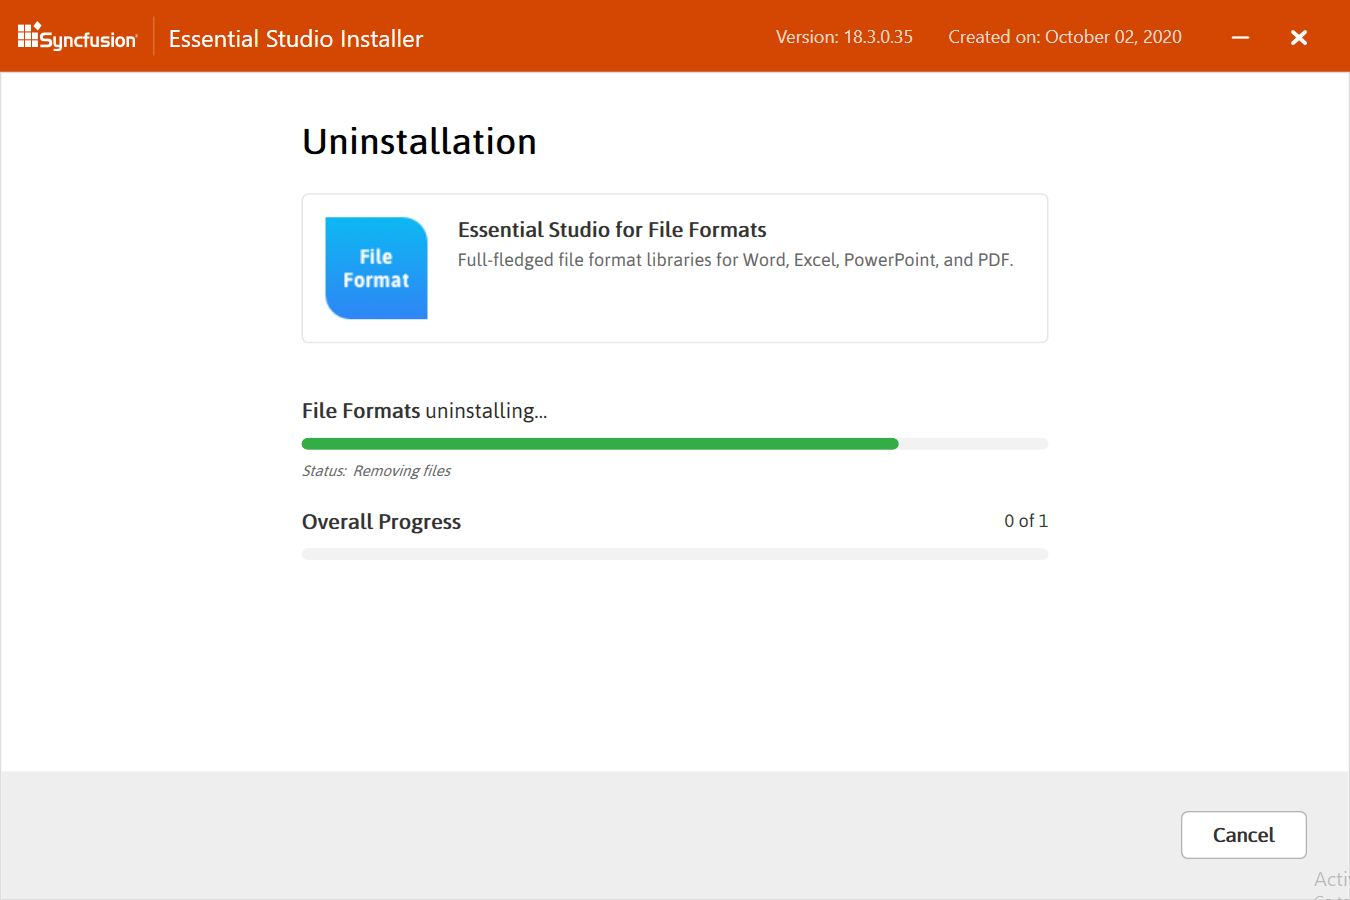 Syncfusion
Essential Studio Installer
Version: 18.3.0.35
Created on: October 02, 2020
Uninstallation
File
Format
Essential Studio for File Formats
Full-fledged file format libraries for Word, Excel, PowerPoint, and PDF.
File Formats uninstalling...
Status: Removing files
Overall Progress
0 of 1
Cancel